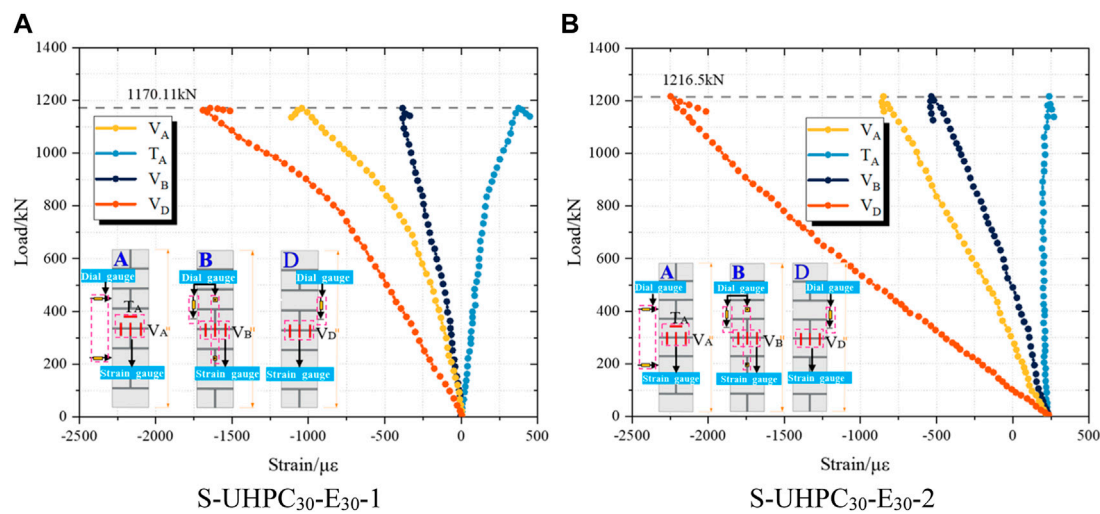 A
1400
1200
1000
800
600
400
200
0
Load/kN
1170.11kN
V_A
T_A
V_B
V_D
A
B
D
Dial gauge
Dial gauge
Dial gauge
T_A
V_A
V_B
V_D
Strain gauge
Strain gauge
Strain gauge
-2500 -2000 -1500 -1000 -500 0 500
Strain/με
S-UHPC₃₀-E₃₀-1
B
1400
1200
1000
800
600
400
200
0
Load/kN
1216.5kN
V_A
T_A
V_B
V_D
A
B
D
Dial gauge
Dial gauge
Dial gauge
T_A
V_A
V_B
V_D
Strain gauge
Strain gauge
Strain gauge
-2500 -2000 -1500 -1000 -500 0 500
Strain/με
S-UHPC₃₀-E₃₀-2